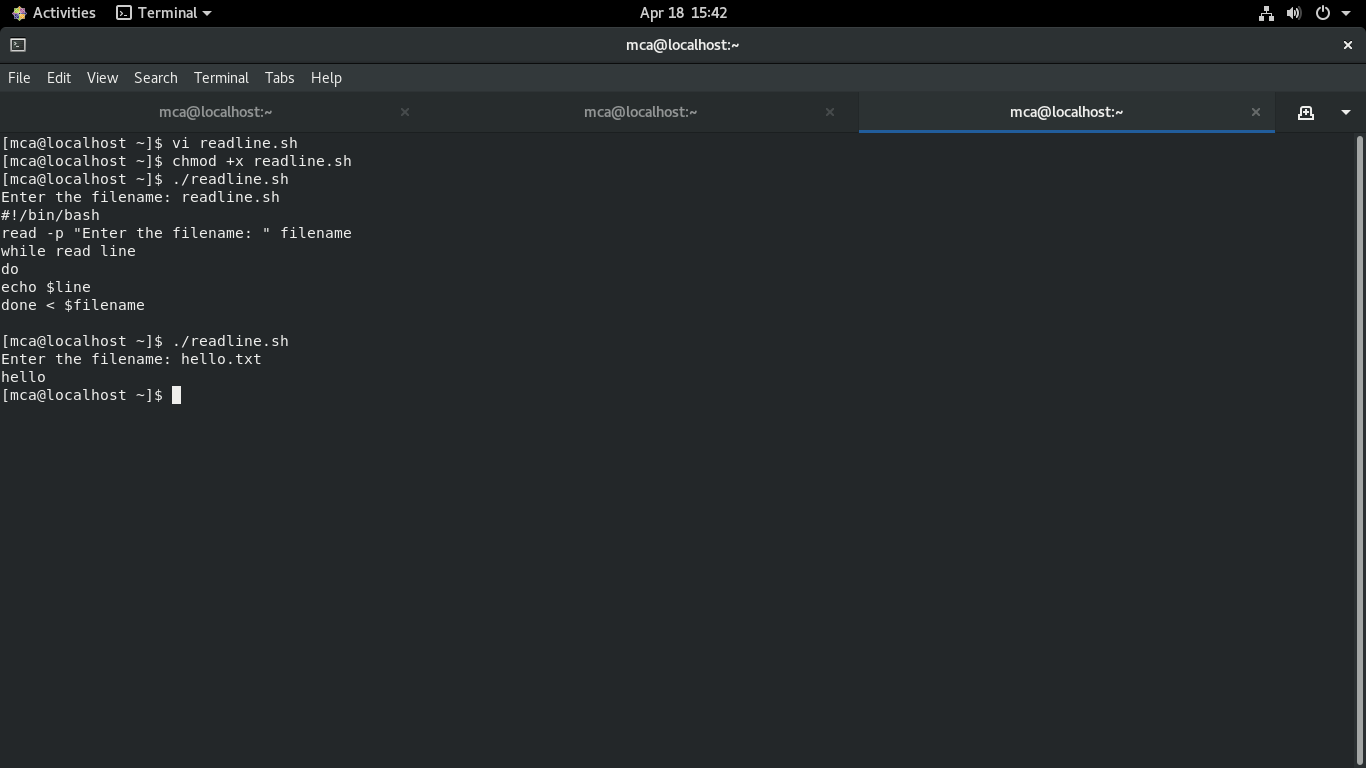 Activities Terminal Apr 18 15:42
mca@localhost:~
File Edit View Search Terminal Tabs Help
mca@localhost:~ mca@localhost:~ mca@localhost:~
[mca@localhost ~]$ vi readline.sh
[mca@localhost ~]$ chmod +x readline.sh
[mca@localhost ~]$ ./readline.sh
Enter the filename: readline.sh
#!/bin/bash
read -p "Enter the filename: " filename
while read line
do
echo $line
done < $filename

[mca@localhost ~]$ ./readline.sh
Enter the filename: hello.txt
hello
[mca@localhost ~]$